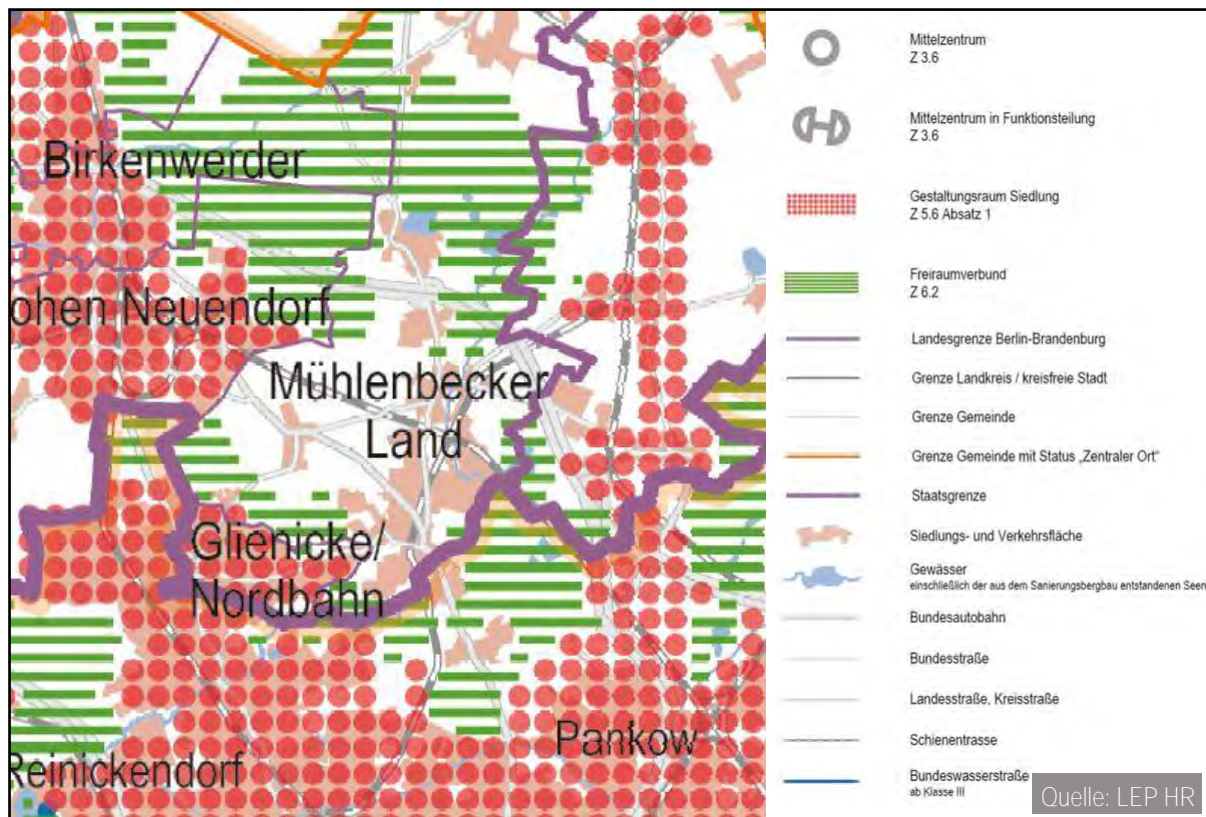 Birkenwerder
ohen Neuendorf
Mühlenbecker
Land
Glienicke/
Nordbahn
Pankow
Reinickendorf
Mittelzentrum
Z 3.6
Mittelzentrum in Funktionsteilung
Z 3.6
Gestaltungsraum Siedlung
Z 5.6 Absatz 1
Freiraumverbund
Z 6.2
Landesgrenze Berlin-Brandenburg
Grenze Landkreis / kreisfreie Stadt
Grenze Gemeinde
Grenze Gemeinde mit Status „Zentraler Ort"
Staatsgrenze
Siedlungs- und Verkehrsfläche
Gewässer
einschließlich der aus dem Sanierungsbergbau entstandenen Seen
Bundesautobahn
Bundesstraße
Landesstraße, Kreisstraße
Schienentrasse
Bundeswasserstraße
ab Klasse III
Quelle: LEP HR